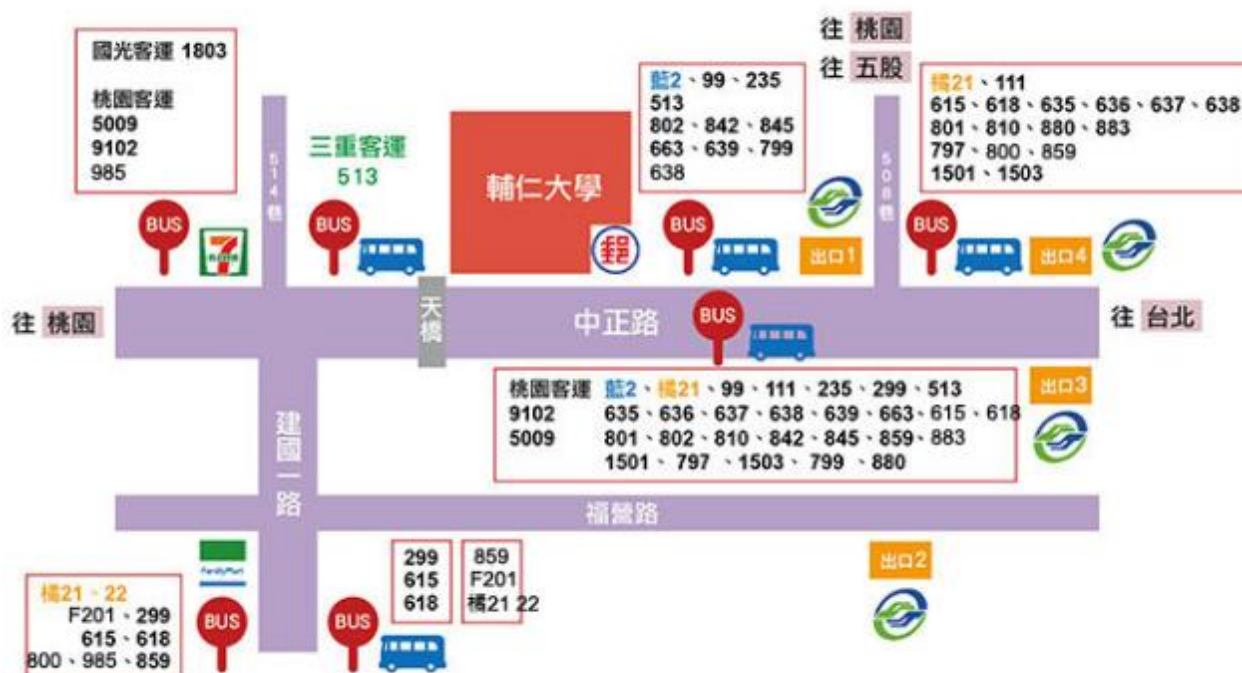 國光客運 1803
桃園客運
5009
9102
985
BUS
514巷
三重客運
513
BUS
輔仁大學
郵
往 桃園
往 五股
藍2、99、235
513
802、842、845
663、639、799
638
BUS
出口1
508巷
橘21、111
615、618、635、636、637、638
801、810、880、883
797、800、859
1501、1503
BUS
出口4
往 桃園
天橋
中正路
BUS
往 台北
桃園客運 藍2、橘21、99、111、235、299、513
9102 635、636、637、638、639、663、615、618
5009 801、802、810、842、845、859、883
1501、797、1503、799、880
出口3
建國一路
福營路
FamilyMart
橘21、22
F201、299
615、618
800、985、859
BUS
BUS
299
615
618
859
F201
橘21 22
出口2